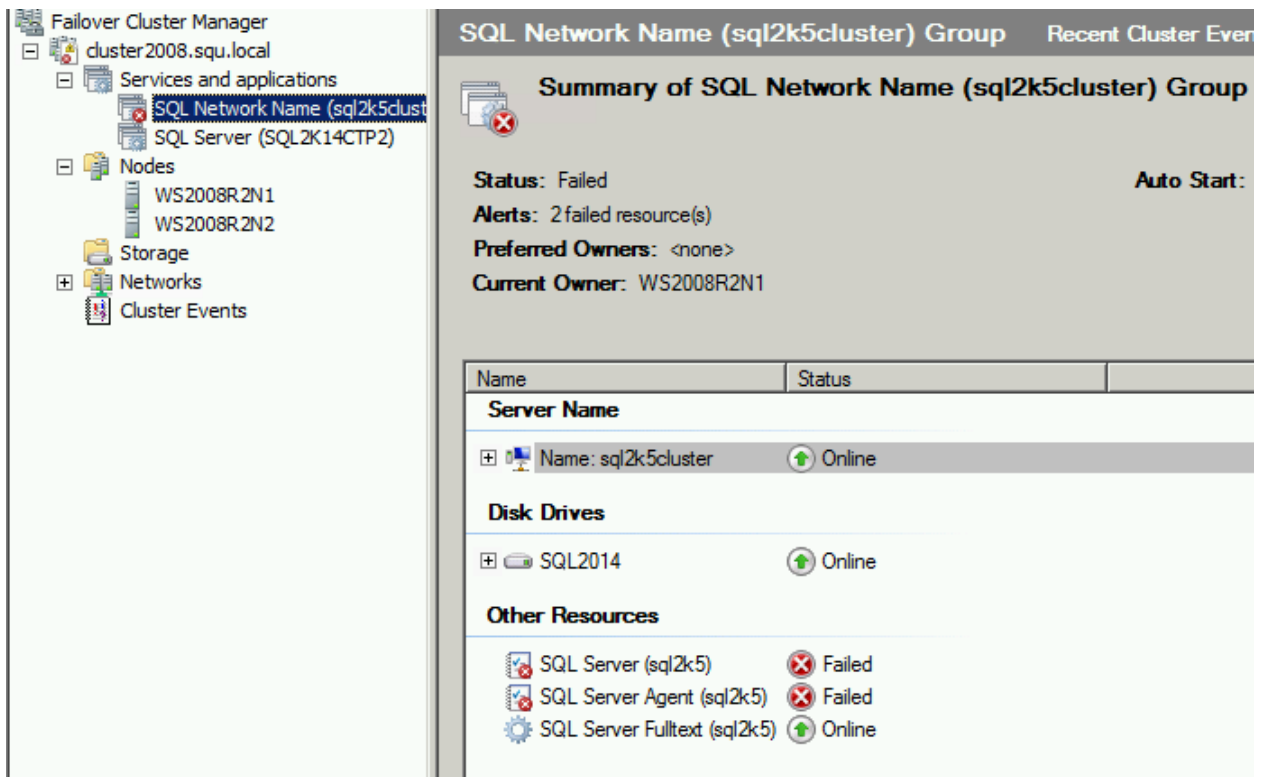 Failover Cluster Manager
cluster2008.squ.local
Services and applications
SQL Network Name (sql2k5clust
SQL Server (SQL2K14CTP2)
Nodes
WS2008R2N1
WS2008R2N2
Storage
Networks
Cluster Events
SQL Network Name (sql2k5cluster) Group Recent Cluster Even
Summary of SQL Network Name (sql2k5cluster) Group
Status: Failed Auto Start:
Alerts: 2 failed resource(s)
Preferred Owners: <none>
Current Owner: WS2008R2N1
Name Status
Server Name
Name: sql2k5cluster Online
Disk Drives
SQL2014 Online
Other Resources
SQL Server (sql2k5) Failed
SQL Server Agent (sql2k5) Failed
SQL Server Fulltext (sql2k5) Online